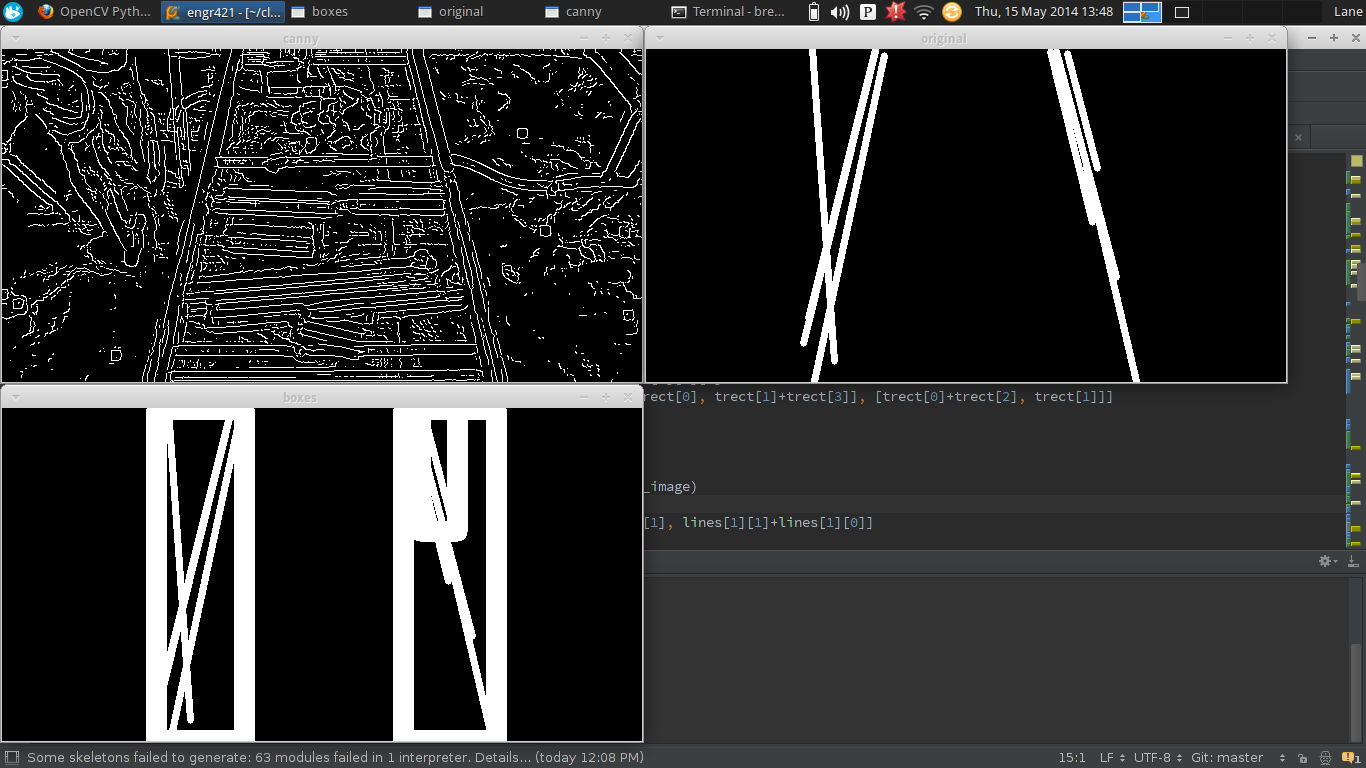 OpenCV Pyth...
engr421 - [~/cl...
boxes
original
canny
Terminal - bre...
P
Thu, 15 May 2014 13:48
Lane
canny
original
rect[0], trect[1]+trect[3]], [trect[0]+trect[2], trect[1]]]
boxes
_image)
[1], lines[1][1]+lines[1][0]]
Some skeletons failed to generate: 63 modules failed in 1 interpreter. Details... (today 12:08 PM)
15:1
LF
UTF-8
Git: master
1